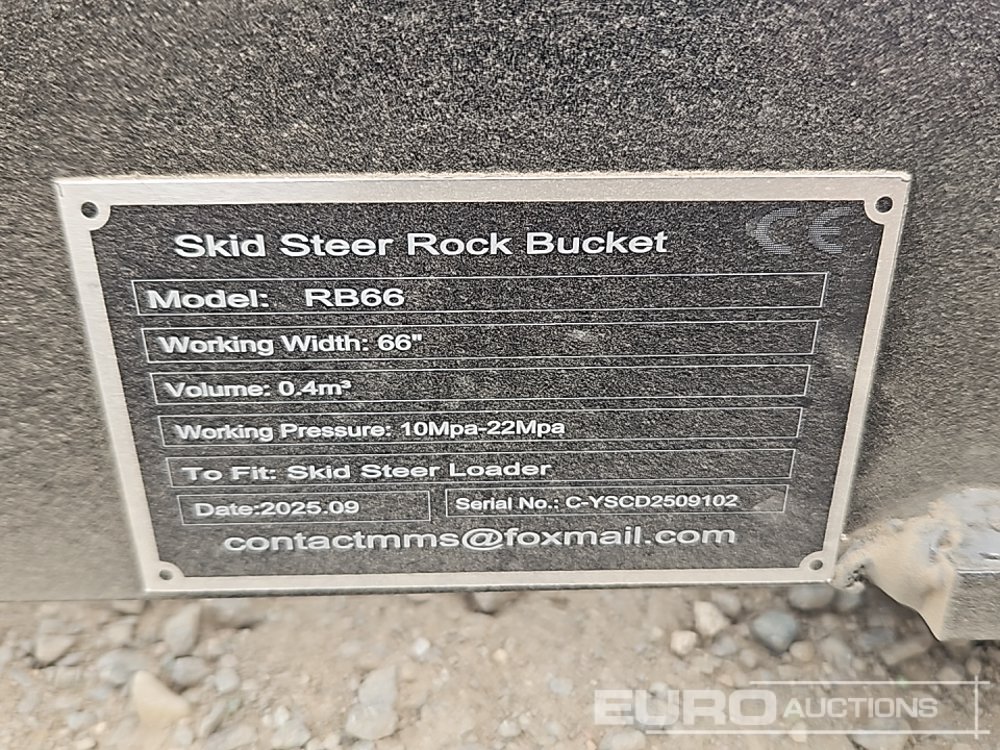 Skid Steer Rock Bucket CE
Model: RB66
Working Width: 66"
Volume: 0.4m³
Working Pressure: 10Mpa-22Mpa
To Fit: Skid Steer Loader
Date:2025.09 Serial No.: C-YSCD2509102
contactmms@foxmail.com
EURO AUCTIONS